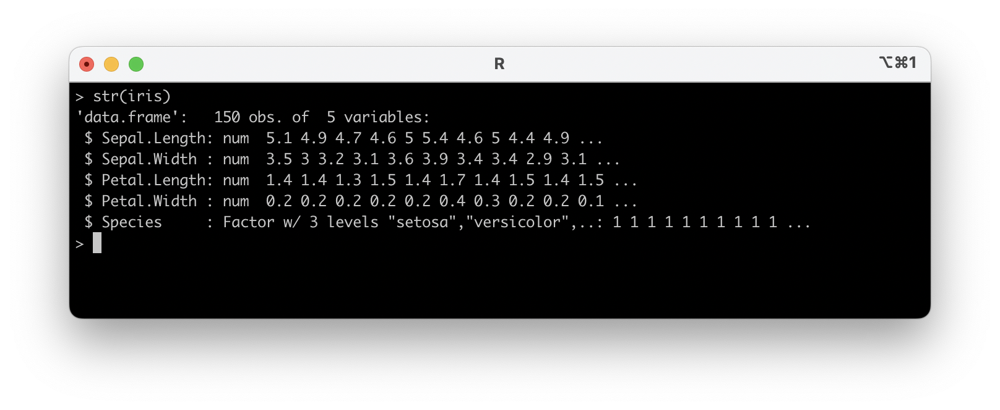 R
⌥⌘1
> str(iris)
'data.frame':   150 obs. of  5 variables:
 $ Sepal.Length: num  5.1 4.9 4.7 4.6 5 5.4 4.6 5 4.4 4.9 ...
 $ Sepal.Width : num  3.5 3 3.2 3.1 3.6 3.9 3.4 3.4 2.9 3.1 ...
 $ Petal.Length: num  1.4 1.4 1.3 1.5 1.4 1.7 1.4 1.5 1.4 1.5 ...
 $ Petal.Width : num  0.2 0.2 0.2 0.2 0.2 0.4 0.3 0.2 0.2 0.1 ...
 $ Species     : Factor w/ 3 levels "setosa","versicolor",..: 1 1 1 1 1 1 1 1 1 1 ...
>